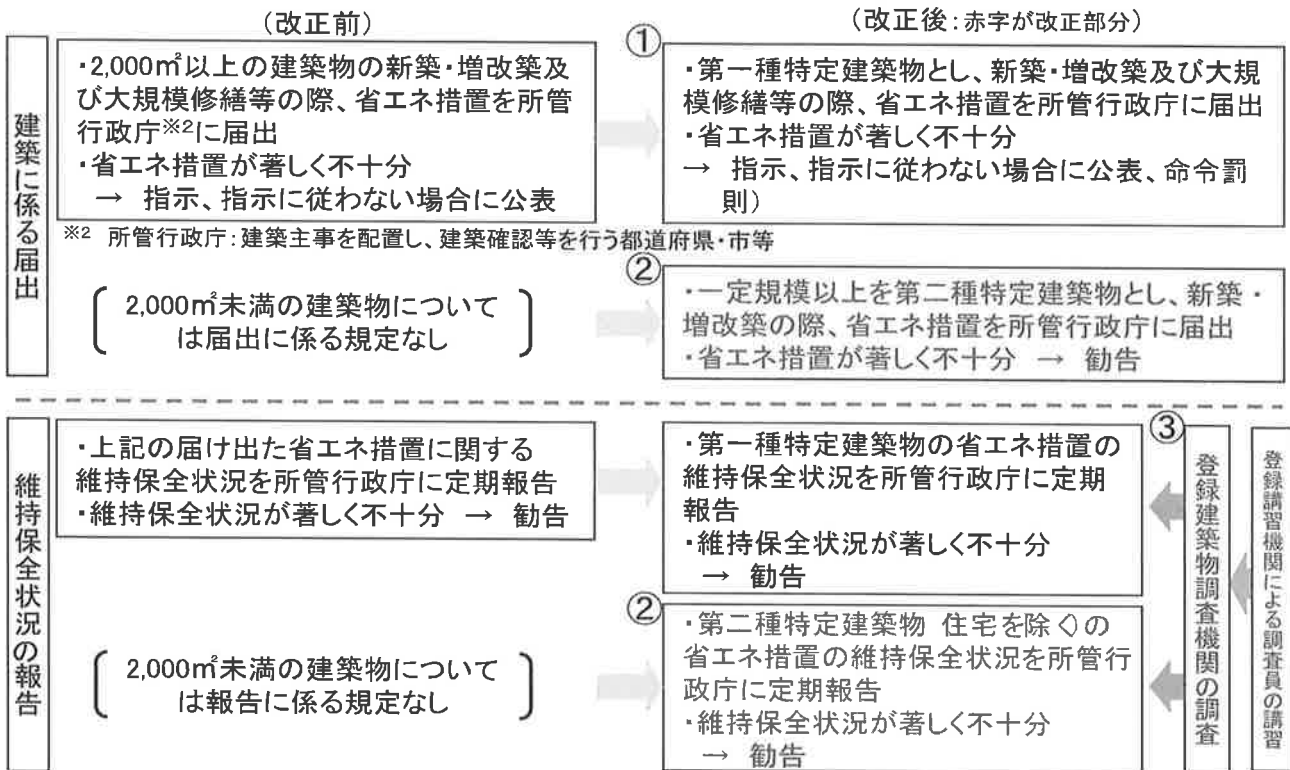 (改正前)
(改正後:赤字が改正部分)
建築に係る届出
・2,000㎡以上の建築物の新築・増改築及
び大規模修繕等の際、省エネ措置を所管
行政庁※2に届出
・省エネ措置が著しく不十分
→ 指示、指示に従わない場合に公表
①
・第一種特定建築物とし、新築・増改築及び大規
模修繕等の際、省エネ措置を所管行政庁に届出
・省エネ措置が著しく不十分
→ 指示、指示に従わない場合に公表、命令罰
則)
※2 所管行政庁:建築主事を配置し、建築確認等を行う都道府県・市等
2,000㎡未満の建築物について
は届出に係る規定なし
②
・一定規模以上を第二種特定建築物とし、新築・
増改築の際、省エネ措置を所管行政庁に届出
・省エネ措置が著しく不十分 → 勧告
維持保全状況の報告
・上記の届け出た省エネ措置に関する
維持保全状況を所管行政庁に定期報告
・維持保全状況が著しく不十分 → 勧告
・第一種特定建築物の省エネ措置の
維持保全状況を所管行政庁に定期
報告
・維持保全状況が著しく不十分
→ 勧告
2,000㎡未満の建築物について
は報告に係る規定なし
②
・第二種特定建築物 住宅を除く)の
省エネ措置の維持保全状況を所管行
政庁に定期報告
・維持保全状況が著しく不十分
→ 勧告
③
登録建築物調査機関の調査
登録講習機関による調査員の講習